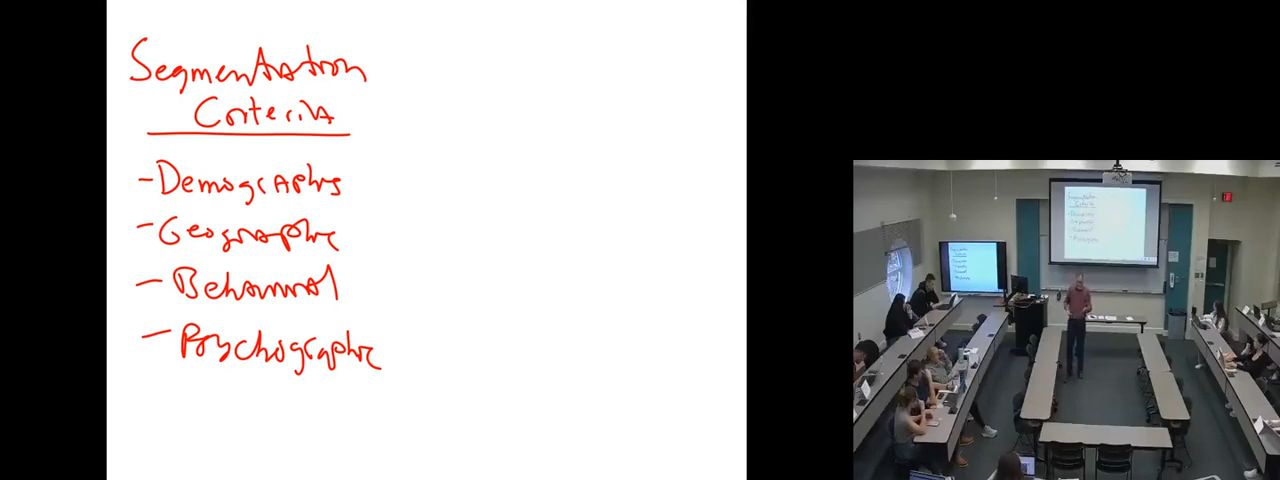 Segmentation
Criteria
- Demographics
- Geographic
- Behavioral
- Psychographic